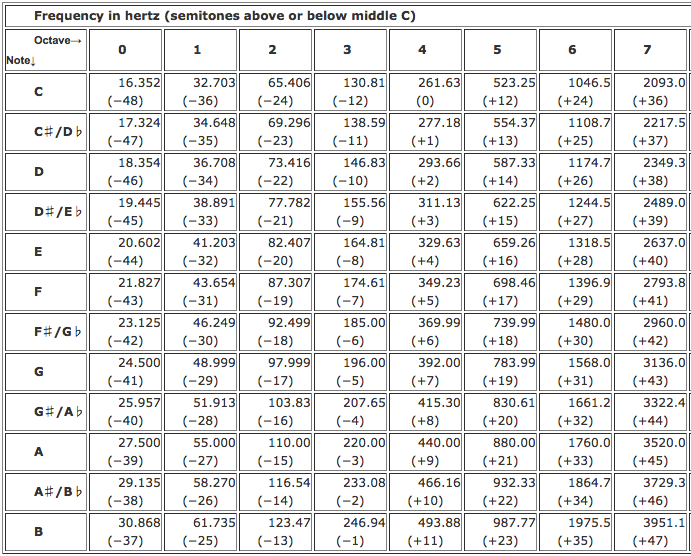 Frequency in hertz (semitones above or below middle C)
Octave→
Note↓ 0 1 2 3 4 5 6 7
C 16.352 32.703 65.406 130.81 261.63 523.25 1046.5 2093.0
(−48) (−36) (−24) (−12) (0) (+12) (+24) (+36)
C♯/D♭ 17.324 34.648 69.296 138.59 277.18 554.37 1108.7 2217.5
(−47) (−35) (−23) (−11) (+1) (+13) (+25) (+37)
D 18.354 36.708 73.416 146.83 293.66 587.33 1174.7 2349.3
(−46) (−34) (−22) (−10) (+2) (+14) (+26) (+38)
D♯/E♭ 19.445 38.891 77.782 155.56 311.13 622.25 1244.5 2489.0
(−45) (−33) (−21) (−9) (+3) (+15) (+27) (+39)
E 20.602 41.203 82.407 164.81 329.63 659.26 1318.5 2637.0
(−44) (−32) (−20) (−8) (+4) (+16) (+28) (+40)
F 21.827 43.654 87.307 174.61 349.23 698.46 1396.9 2793.8
(−43) (−31) (−19) (−7) (+5) (+17) (+29) (+41)
F♯/G♭ 23.125 46.249 92.499 185.00 369.99 739.99 1480.0 2960.0
(−42) (−30) (−18) (−6) (+6) (+18) (+30) (+42)
G 24.500 48.999 97.999 196.00 392.00 783.99 1568.0 3136.0
(−41) (−29) (−17) (−5) (+7) (+19) (+31) (+43)
G♯/A♭ 25.957 51.913 103.83 207.65 415.30 830.61 1661.2 3322.4
(−40) (−28) (−16) (−4) (+8) (+20) (+32) (+44)
A 27.500 55.000 110.00 220.00 440.00 880.00 1760.0 3520.0
(−39) (−27) (−15) (−3) (+9) (+21) (+33) (+45)
A♯/B♭ 29.135 58.270 116.54 233.08 466.16 932.33 1864.7 3729.3
(−38) (−26) (−14) (−2) (+10) (+22) (+34) (+46)
B 30.868 61.735 123.47 246.94 493.88 987.77 1975.5 3951.1
(−37) (−25) (−13) (−1) (+11) (+23) (+35) (+47)